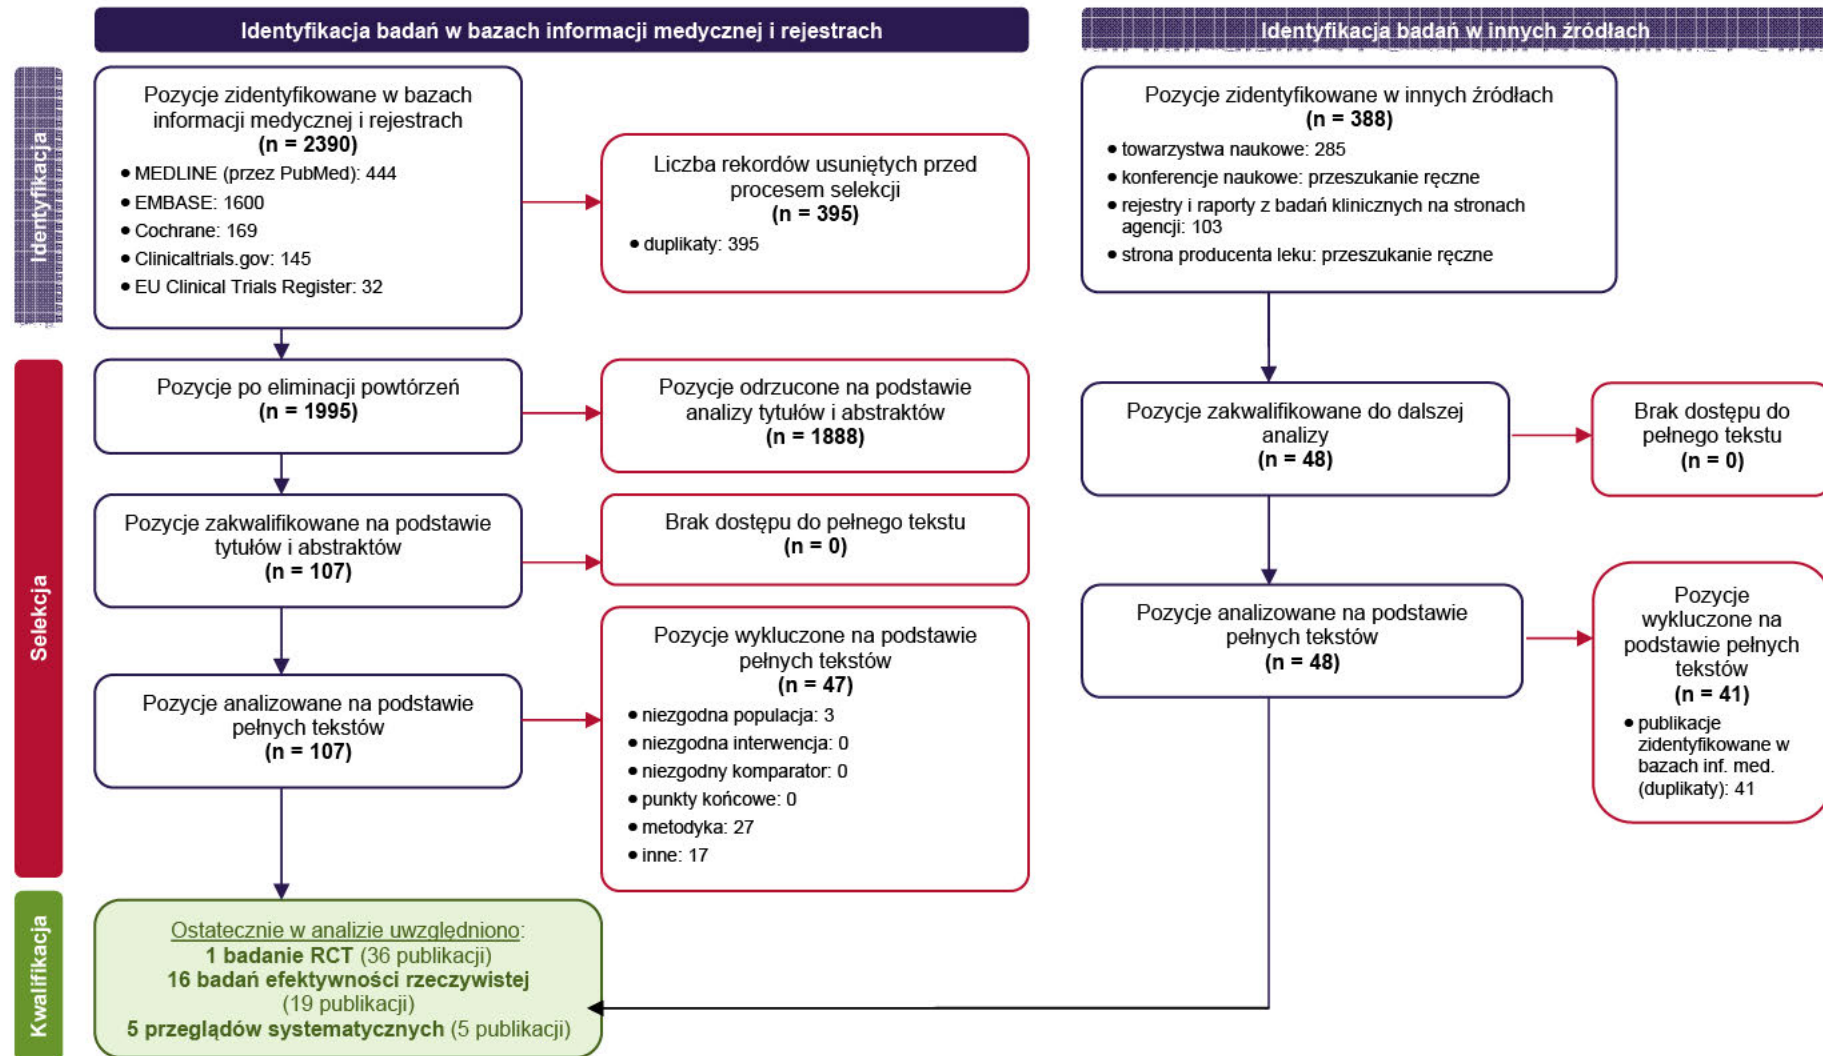 Identyfikacja badań w bazach informacji medycznej i rejestrach
Identyfikacja badań w innych źródłach
Identyfikacja
Pozycje zidentyfikowane w bazach
informacji medycznej i rejestrach
(n = 2390)
• MEDLINE (przez PubMed): 444
• EMBASE: 1600
• Cochrane: 169
• Clinicaltrials.gov: 145
• EU Clinical Trials Register: 32
Liczba rekordów usuniętych przed
procesem selekcji
(n = 395)
• duplikaty: 395
Pozycje zidentyfikowane w innych źródłach
(n = 388)
• towarzystwa naukowe: 285
• konferencje naukowe: przeszukanie ręczne
• rejestry i raporty z badań klinicznych na stronach
agencji: 103
• strona producenta leku: przeszukanie ręczne
Selekcja
Pozycje po eliminacji powtórzeń
(n = 1995)
Pozycje odrzucone na podstawie
analizy tytułów i abstraktów
(n = 1888)
Pozycje zakwalifikowane do dalszej
analizy
(n = 48)
Brak dostępu do
pełnego tekstu
(n = 0)
Pozycje zakwalifikowane na podstawie
tytułów i abstraktów
(n = 107)
Brak dostępu do pełnego tekstu
(n = 0)
Pozycje analizowane na podstawie
pełnych tekstów
(n = 107)
Pozycje wykluczone na podstawie
pełnych tekstów
(n = 47)
• niezgodna populacja: 3
• niezgodna interwencja: 0
• niezgodny komparator: 0
• punkty końcowe: 0
• metodyka: 27
• inne: 17
Pozycje analizowane na podstawie
pełnych tekstów
(n = 48)
Pozycje
wykluczone na
podstawie pełnych
tekstów
(n = 41)
• publikacje
zidentyfikowane w
bazach inf. med.
(duplikaty): 41
Kwalifikacja
Ostatecznie w analizie uwzględniono:
1 badanie RCT (36 publikacji)
16 badań efektywności rzeczywistej
(19 publikacji)
5 przeglądów systematycznych (5 publikacji)